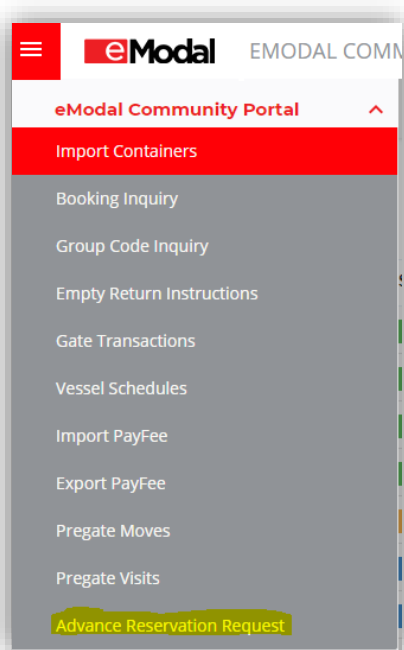 eModal EMODAL COMM
eModal Community Portal
Import Containers
Booking Inquiry
Group Code Inquiry
Empty Return Instructions
Gate Transactions
Vessel Schedules
Import PayFee
Export PayFee
Pregate Moves
Pregate Visits
Advance Reservation Request